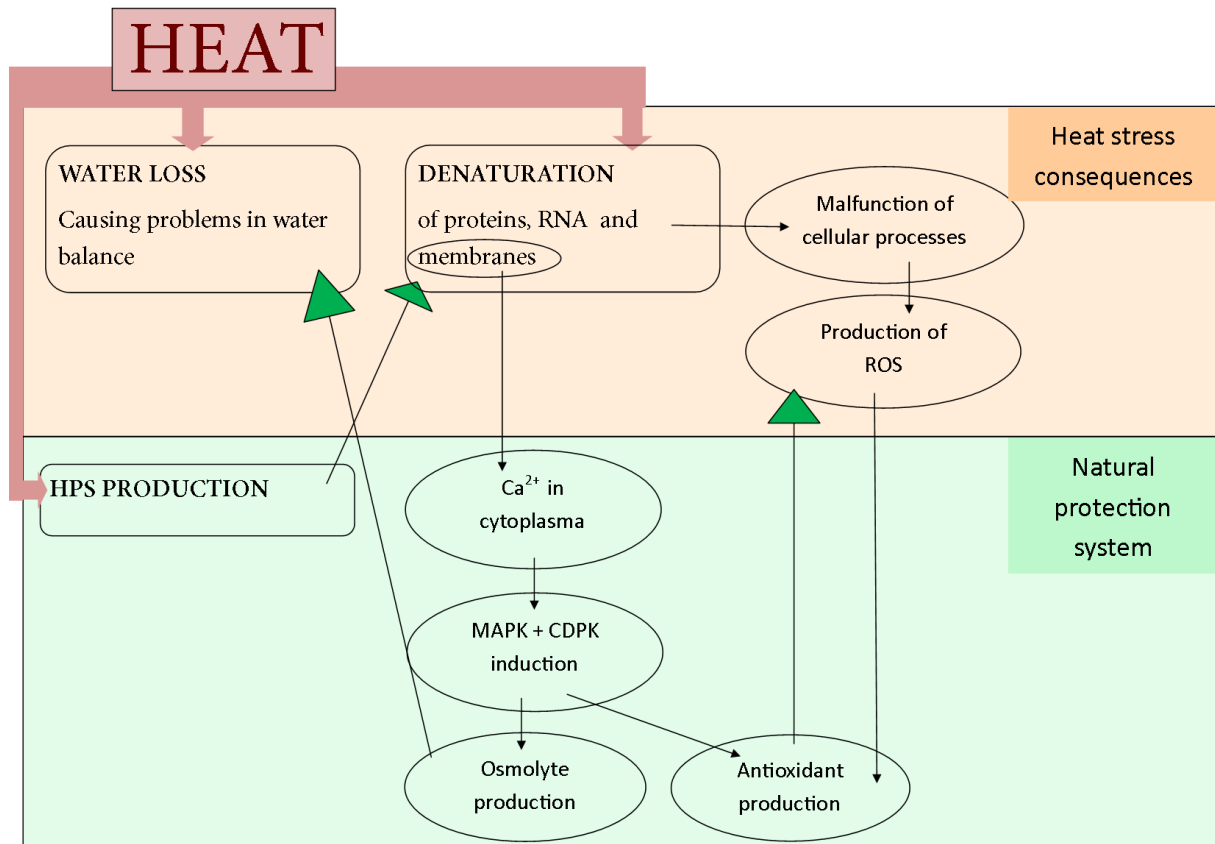 HEAT
Heat stress
consequences
WATER LOSS
Causing problems in water
balance
DENATURATION
of proteins, RNA and
membranes
Malfunction of
cellular processes
Production of
ROS
HPS PRODUCTION
Natural
protection
system
Ca²⁺ in
cytoplasma
MAPK + CDPK
induction
Osmolyte
production
Antioxidant
production